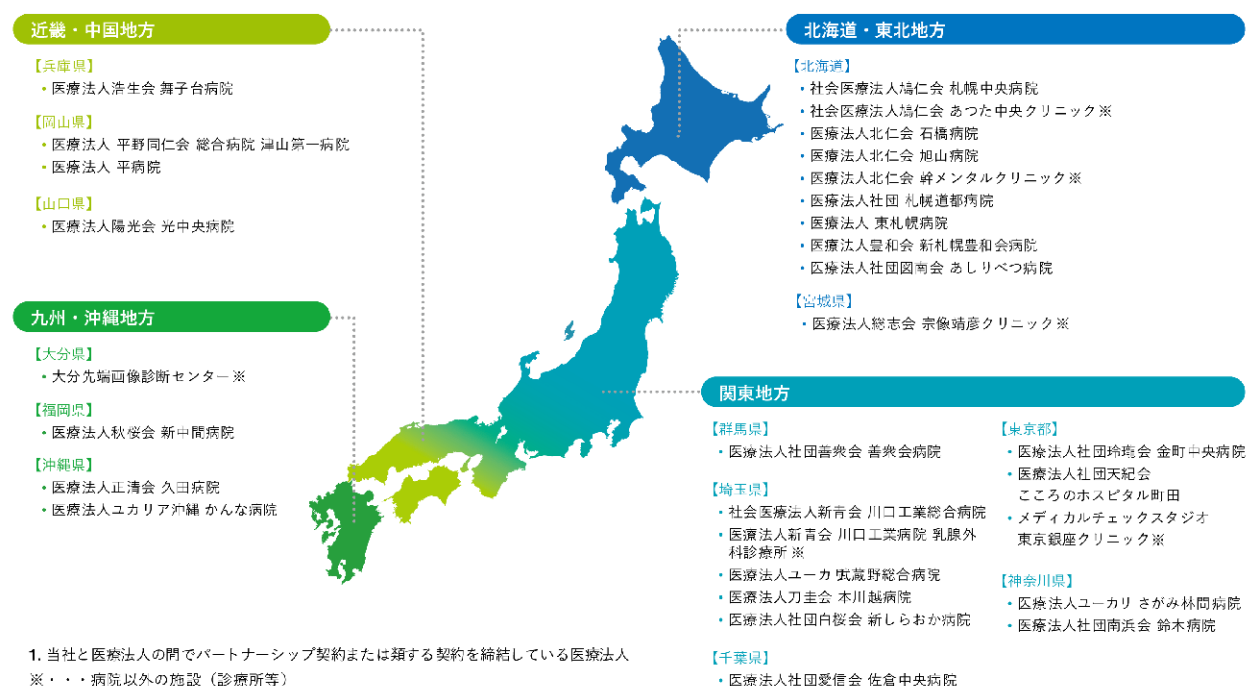 近畿・中国地方
【兵庫県】
・医療法人浩生会 舞子台病院
【岡山県】
・医療法人 平野同仁会 総合病院 津山第一病院
・医療法人 平病院
【山口県】
・医療法人陽光会 光中央病院
九州・沖縄地方
【大分県】
・大分先端画像診断センター※
【福岡県】
・医療法人秋桜会 新中間病院
【沖縄県】
・医療法人正清会 久田病院
・医療法人ユカリア沖縄 かんな病院
北海道・東北地方
【北海道】
・社会医療法人鳩仁会 札幌中央病院
・社会医療法人鳩仁会 あつた中央クリニック※
・医療法人北仁会 石橋病院
・医療法人北仁会 旭山病院
・医療法人北仁会 幹メンタルクリニック※
・医療法人社団 札幌道都病院
・医療法人 東札幌病院
・医療法人豊和会 新札幌豊和会病院
・医療法人社団図南会 あしりべつ病院
【宮城県】
・医療法人総志会 宗像靖彦クリニック※
関東地方
【群馬県】
・医療法人社団善衆会 善衆会病院
【埼玉県】
・社会医療法人新青会 川口工業総合病院
・医療法人新青会 川口工業病院 乳腺外
科診療所※
・医療法人ユーカリ 武蔵野総合病院
・医療法人刀圭会 本川越病院
・医療法人社団白桜会 新しらおか病院
【千葉県】
・医療法人社団愛信会 佐倉中央病院
【東京都】
・医療法人社団玲瓏会 金町中央病院
・医療法人社団天紀会
こころのホスピタル町田
・メディカルチェックスタジオ
東京銀座クリニック※
【神奈川県】
・医療法人ユーカリ さがみ林間病院
・医療法人社団南浜会 鈴木病院
1. 当社と医療法人の間でパートナーシップ契約または類する契約を締結している医療法人
※・・・病院以外の施設（診療所等）